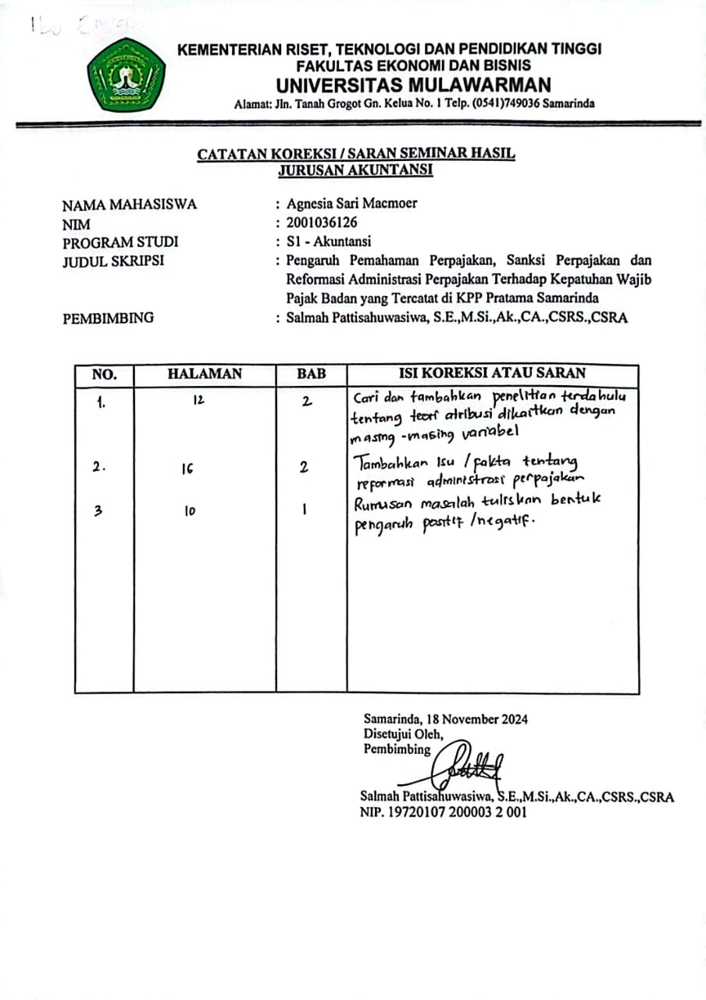 Ibu
KEMENTERIAN RISET, TEKNOLOGI DAN PENDIDIKAN TINGGI
FAKULTAS EKONOMI DAN BISNIS
UNIVERSITAS MULAWARMAN
Alamat: Jln. Tanah Grogot Gn. Kelua No. 1 Telp. (0541)749036 Samarinda
CATATAN KOREKSI / SARAN SEMINAR HASIL
JURUSAN AKUNTANSI
NAMA MAHASISWA : Agnesia Sari Macmoer
NIM : 2001036126
PROGRAM STUDI : S1 - Akuntansi
JUDUL SKRIPSI : Pengaruh Pemahaman Perpajakan, Sanksi Perpajakan dan
Reformasi Administrasi Perpajakan Terhadap Kepatuhan Wajib
Pajak Badan yang Tercatat di KPP Pratama Samarinda
PEMBIMBING : Salmah Pattisahuwasiwa, S.E.,M.Si.,Ak.,CA.,CSRS.,CSRA
NO. HALAMAN BAB ISI KOREKSI ATAU SARAN
1. 12 2 Cari dan tambahkan penelitian terdahulu
tentang teori atribusi dikaitkan dengan
masing -masing variabel
2. 16 2 Tambahkan Isu / fakta tentang
reformasi administrasi perpajakan
3 10 1 Rumusan masalah tuliskan bentuk
pengaruh positif /negatif.
Samarinda, 18 November 2024
Disetujui Oleh,
Pembimbing
Salmah Pattisahuwasiwa, S.E.,M.Si.,Ak.,CA.,CSRS.,CSRA
NIP. 19720107 200003 2 001